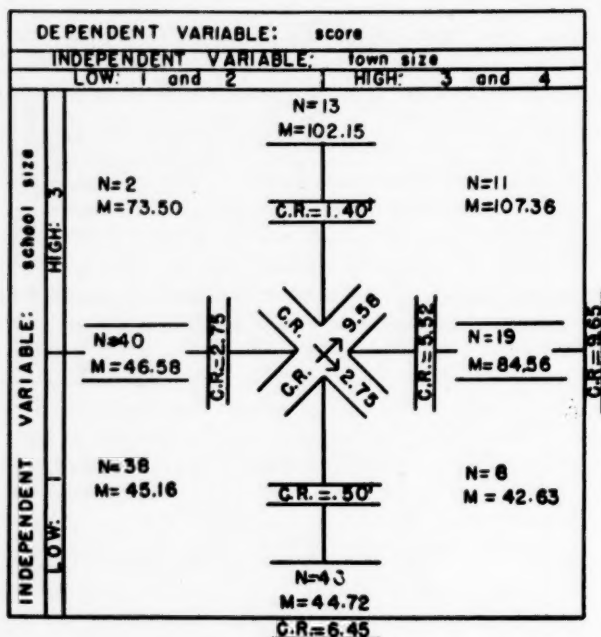 DEPENDENT VARIABLE: score
INDEPENDENT VARIABLE: town size
LOW: 1 and 2 HIGH: 3 and 4
INDEPENDENT VARIABLE: school size
HIGH: 3
LOW: 1
N=13
M=102.15
N=2
M=73.50
C.R.=1.40†
N=11
M=107.36
N=40
M=46.58
C.R.=2.75
C.R. 9.58
C.R. 2.75
C.R.=5.52
N=19
M=84.56
C.R.=9.65
N=38
M=45.16
C.R.=.50†
N=8
M=42.63
M=44.72
C.R.=6.45